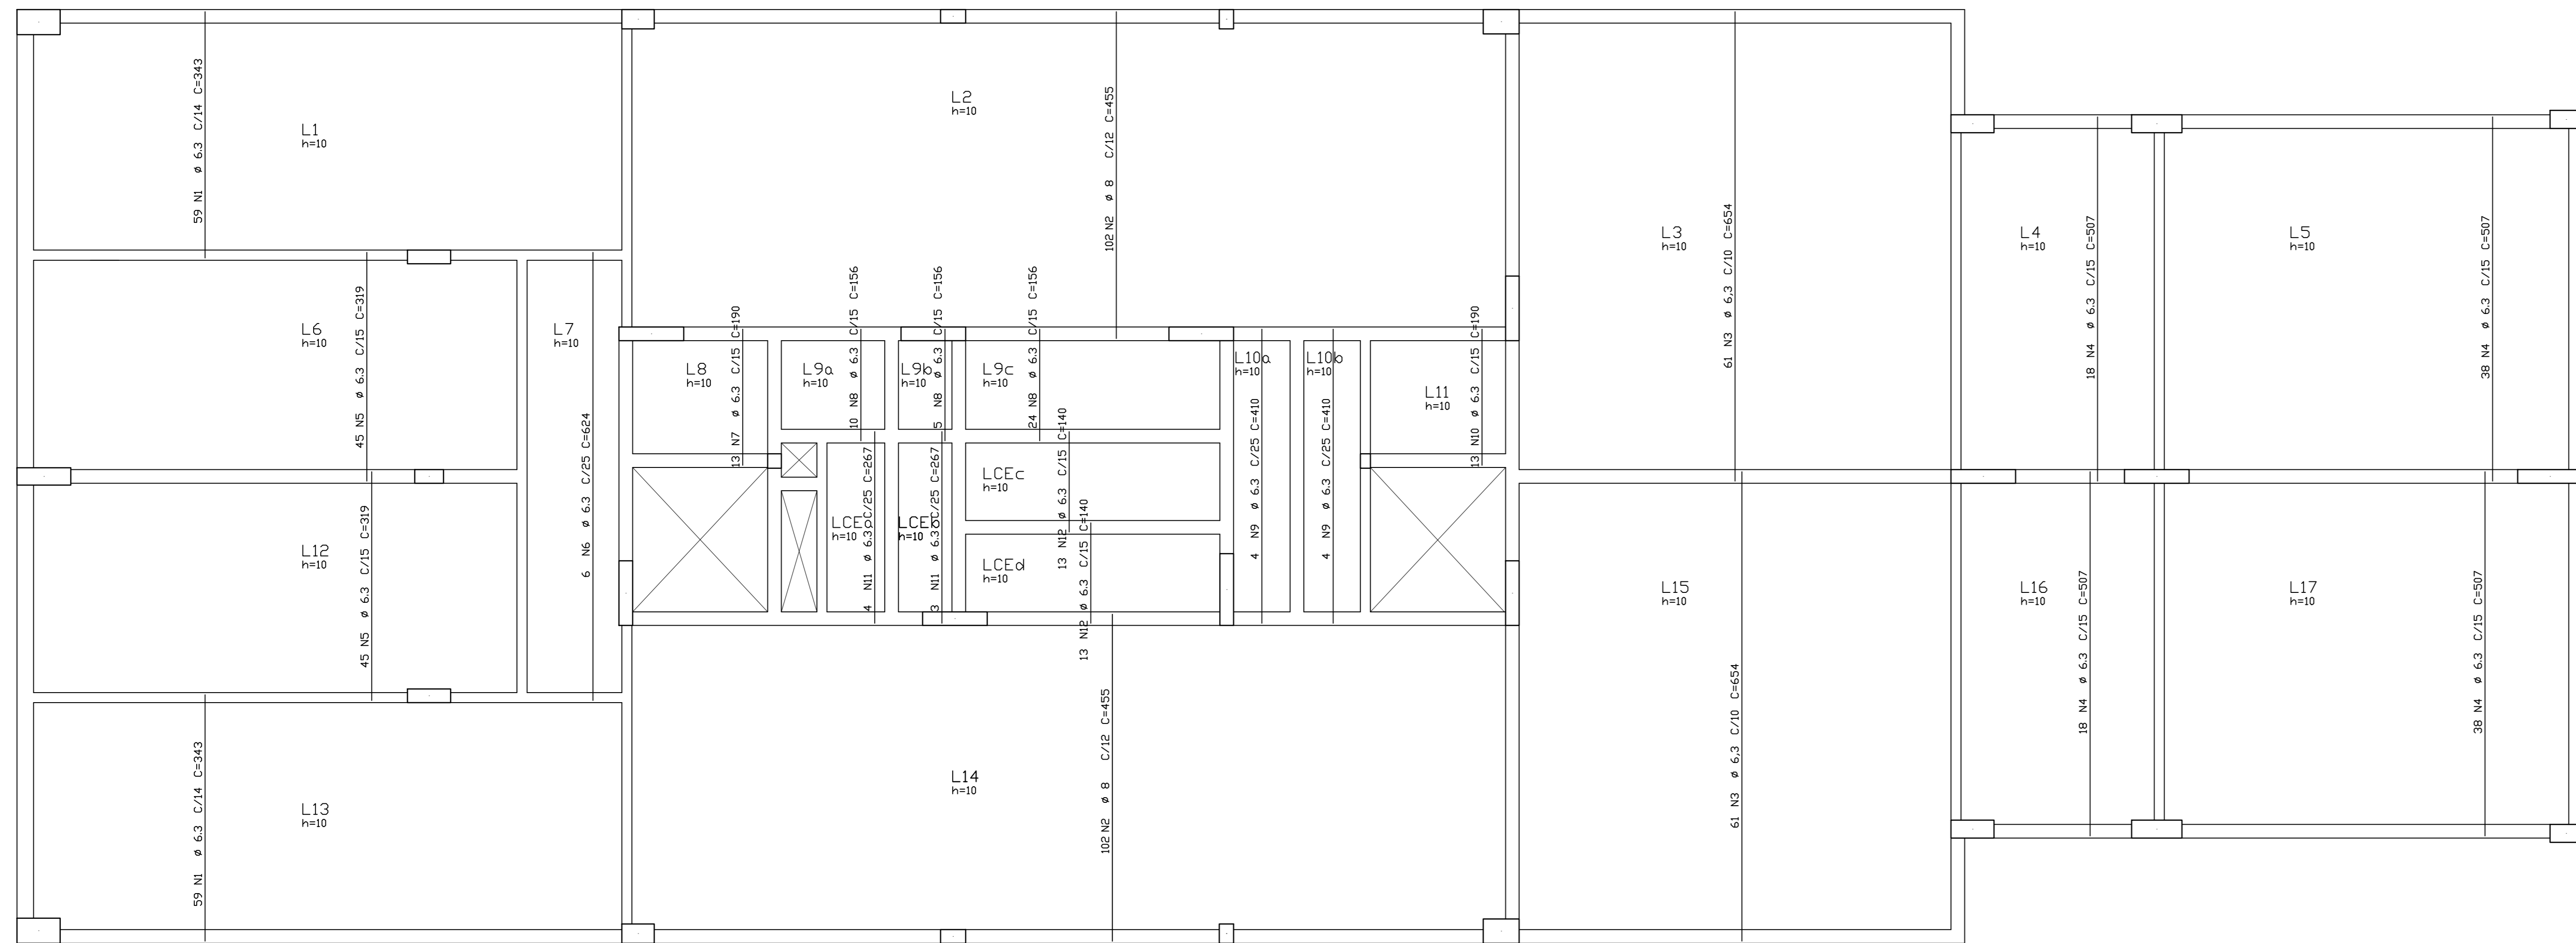 L1
h=10
59 N1 ø 6.3 C/14 C=343
L2
h=10
102 N2 ø 8 C/12 C=455
L3
h=10
61 N3 ø 6,3 C/10 C=654
L4
h=10
18 N4 ø 6.3 C/15 C=507
L5
h=10
38 N4 ø 6.3 C/15 C=507
L6
h=10
45 N5 ø 6.3 C/15 C=319
L7
h=10
6 N6 ø 6.3 C/25 C=624
L8
h=10
13 N7 ø 6.3 C/15 C=190
L9a
h=10
10 N8 ø 6.3 C/15 C=156
L9b
h=10
5 N8 ø 6.3 C/15 C=156
L9c
h=10
24 N8 ø 6.3 C/15 C=156
L10a
h=10
4 N9 ø 6.3 C/25 C=410
L10b
h=10
4 N9 ø 6.3 C/25 C=410
L11
h=10
13 N10 ø 6.3 C/15 C=190
LCEa
h=10
4 N11 ø 6.3 C/25 C=267
LCEb
h=10
3 N11 ø 6.3 C/25 C=267
LCEc
h=10
13 N12 ø 6.3 C/15 C=140
LCEd
h=10
13 N12 ø 6.3 C/15 C=140
L12
h=10
45 N5 ø 6.3 C/15 C=319
L13
h=10
59 N1 ø 6.3 C/14 C=343
L14
h=10
102 N2 ø 8 C/12 C=455
L15
h=10
61 N3 ø 6,3 C/10 C=654
L16
h=10
18 N4 ø 6.3 C/15 C=507
L17
h=10
38 N4 ø 6.3 C/15 C=507